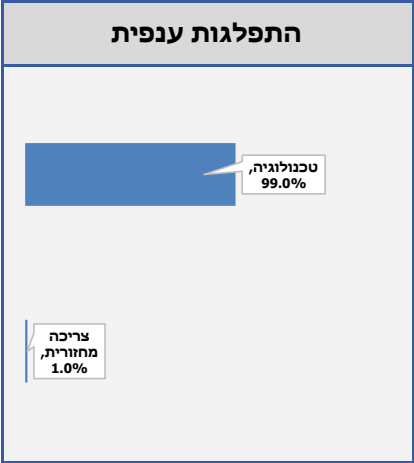 התפלגות ענפית
טכנולוגיה,
99.0%
צריכה
מחזורית,
1.0%